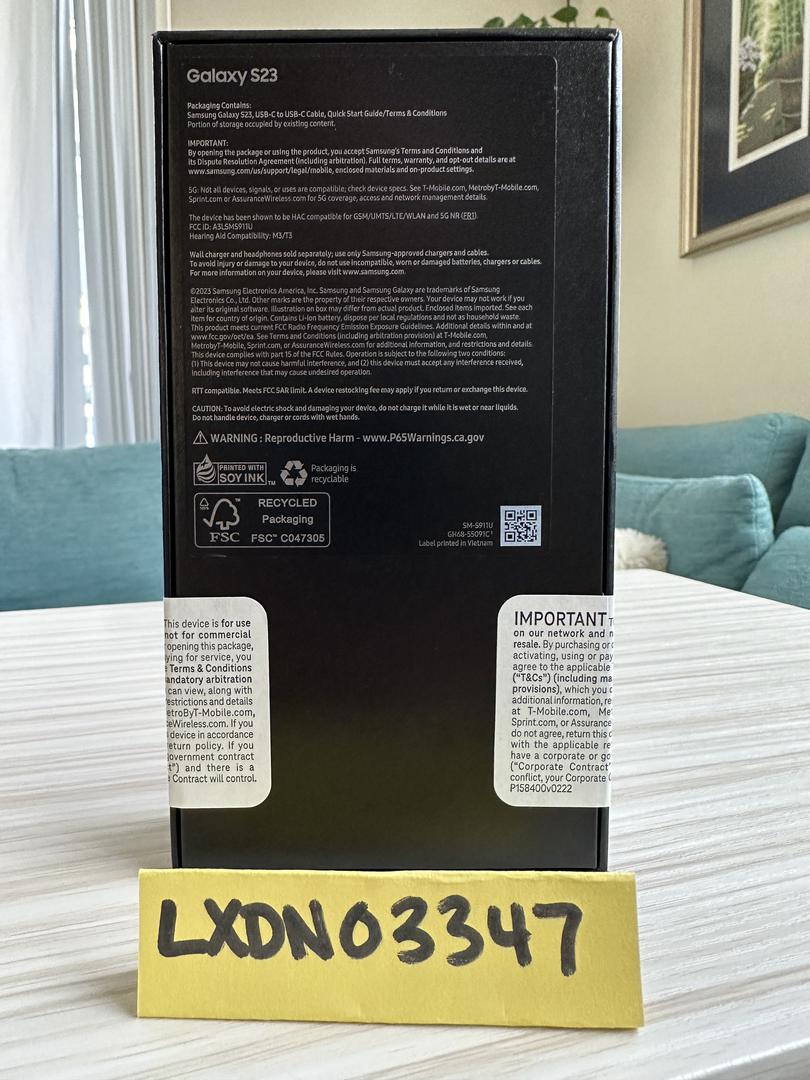 Galaxy S23
Packaging Contains:
Samsung Galaxy S23, USB-C to USB-C Cable, Quick Start Guide/Terms & Conditions
Portion of storage occupied by existing content.
IMPORTANT:
By opening the package or using the product, you accept Samsung's Terms and Conditions and
its Dispute Resolution Agreement (including arbitration). Full terms, warranty, and opt-out details are at
www.samsung.com/us/support/legal/mobile, enclosed materials and on-product settings.
5G: Not all devices, signals, or uses are compatible; check device specs. See T-Mobile.com, MetrobyT-Mobile.com,
Sprint.com or AssuranceWireless.com for 5G coverage, access and network management details.
The device has been shown to be HAC compatible for GSM/UMTS/LTE/WLAN and 5G NR (FR1).
FCC ID: A3LSMS911U
Hearing Aid Compatibility: M3/T3
Wall charger and headphones sold separately; use only Samsung-approved chargers and cables.
To avoid injury or damage to your device, do not use incompatible, worn or damaged batteries, chargers or cables.
For more information on your device, please visit www.samsung.com.
©2023 Samsung Electronics America, Inc. Samsung and Samsung Galaxy are trademarks of Samsung
Electronics Co., Ltd. Other marks are the property of their respective owners. Your device may not work if you
alter its original software. Illustration on box may differ from actual product. Enclosed items imported. See each
item for country of origin. Contains Li-Ion battery, dispose per local regulations and not as household waste.
This product meets current FCC Radio Frequency Emission Exposure Guidelines. Additional details within and at
www.fcc.gov/oet/ea. See Terms and Conditions (including arbitration provision) at T-Mobile.com,
MetrobyT-Mobile, Sprint.com, or AssuranceWireless.com for additional information, and restrictions and details.
This device complies with part 15 of the FCC Rules. Operation is subject to the following two conditions:
(1) This device may not cause harmful interference, and (2) this device must accept any interference received,
including interference that may cause undesired operation.
RTT compatible. Meets FCC SAR limit. A device restocking fee may apply if you return or exchange this device.
CAUTION: To avoid electric shock and damaging your device, do not charge it while it is wet or near liquids.
Do not handle device, charger or cords with wet hands.
WARNING : Reproductive Harm - www.P65Warnings.ca.gov
PRINTED WITH
SOY INK™
Packaging is
recyclable
100%
FSC
RECYCLED
Packaging
FSC™ C047305
SM-S911U
GH68-55091C
Label printed in Vietnam
This device is for use
not for commercial
opening this package,
ying for service, you
Terms & Conditions
andatory arbitration
can view, along with
estrictions and details
etroByT-Mobile.com,
eWireless.com. If you
device in accordance
eturn policy. If you
government contract
t") and there is a
Contract will control.
IMPORTANT
on our network and n
resale. By purchasing or
activating, using or pay
agree to the applicable
("T&Cs") (including ma
provisions), which you c
additional information, re
at T-Mobile.com, Me
Sprint.com, or Assurance
do not agree, return this
with the applicable re
have a corporate or go
("Corporate Contract"
conflict, your Corporate
P158400v0222
LXDN03347